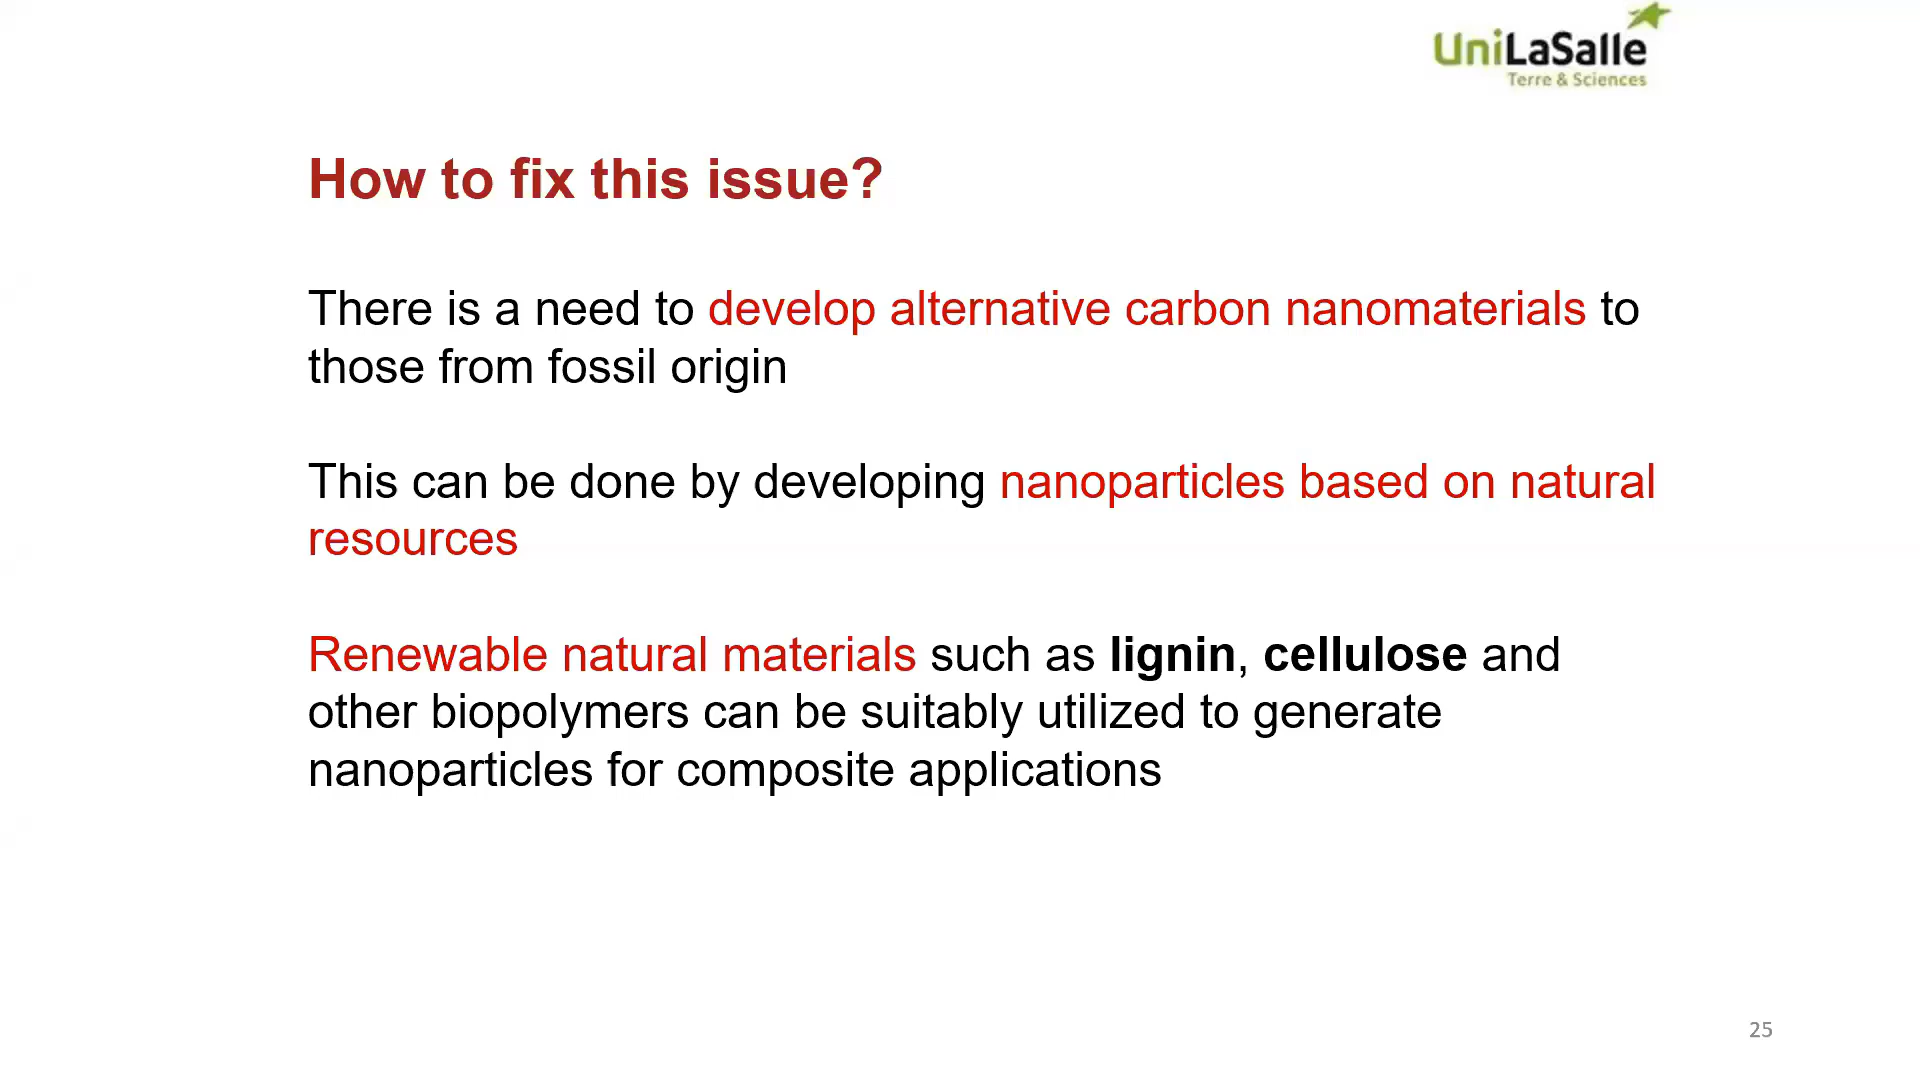 UniLaSalle
Terre & Sciences
How to fix this issue?
There is a need to develop alternative carbon nanomaterials to
those from fossil origin
This can be done by developing nanoparticles based on natural
resources
Renewable natural materials such as lignin, cellulose and
other biopolymers can be suitably utilized to generate
nanoparticles for composite applications
25